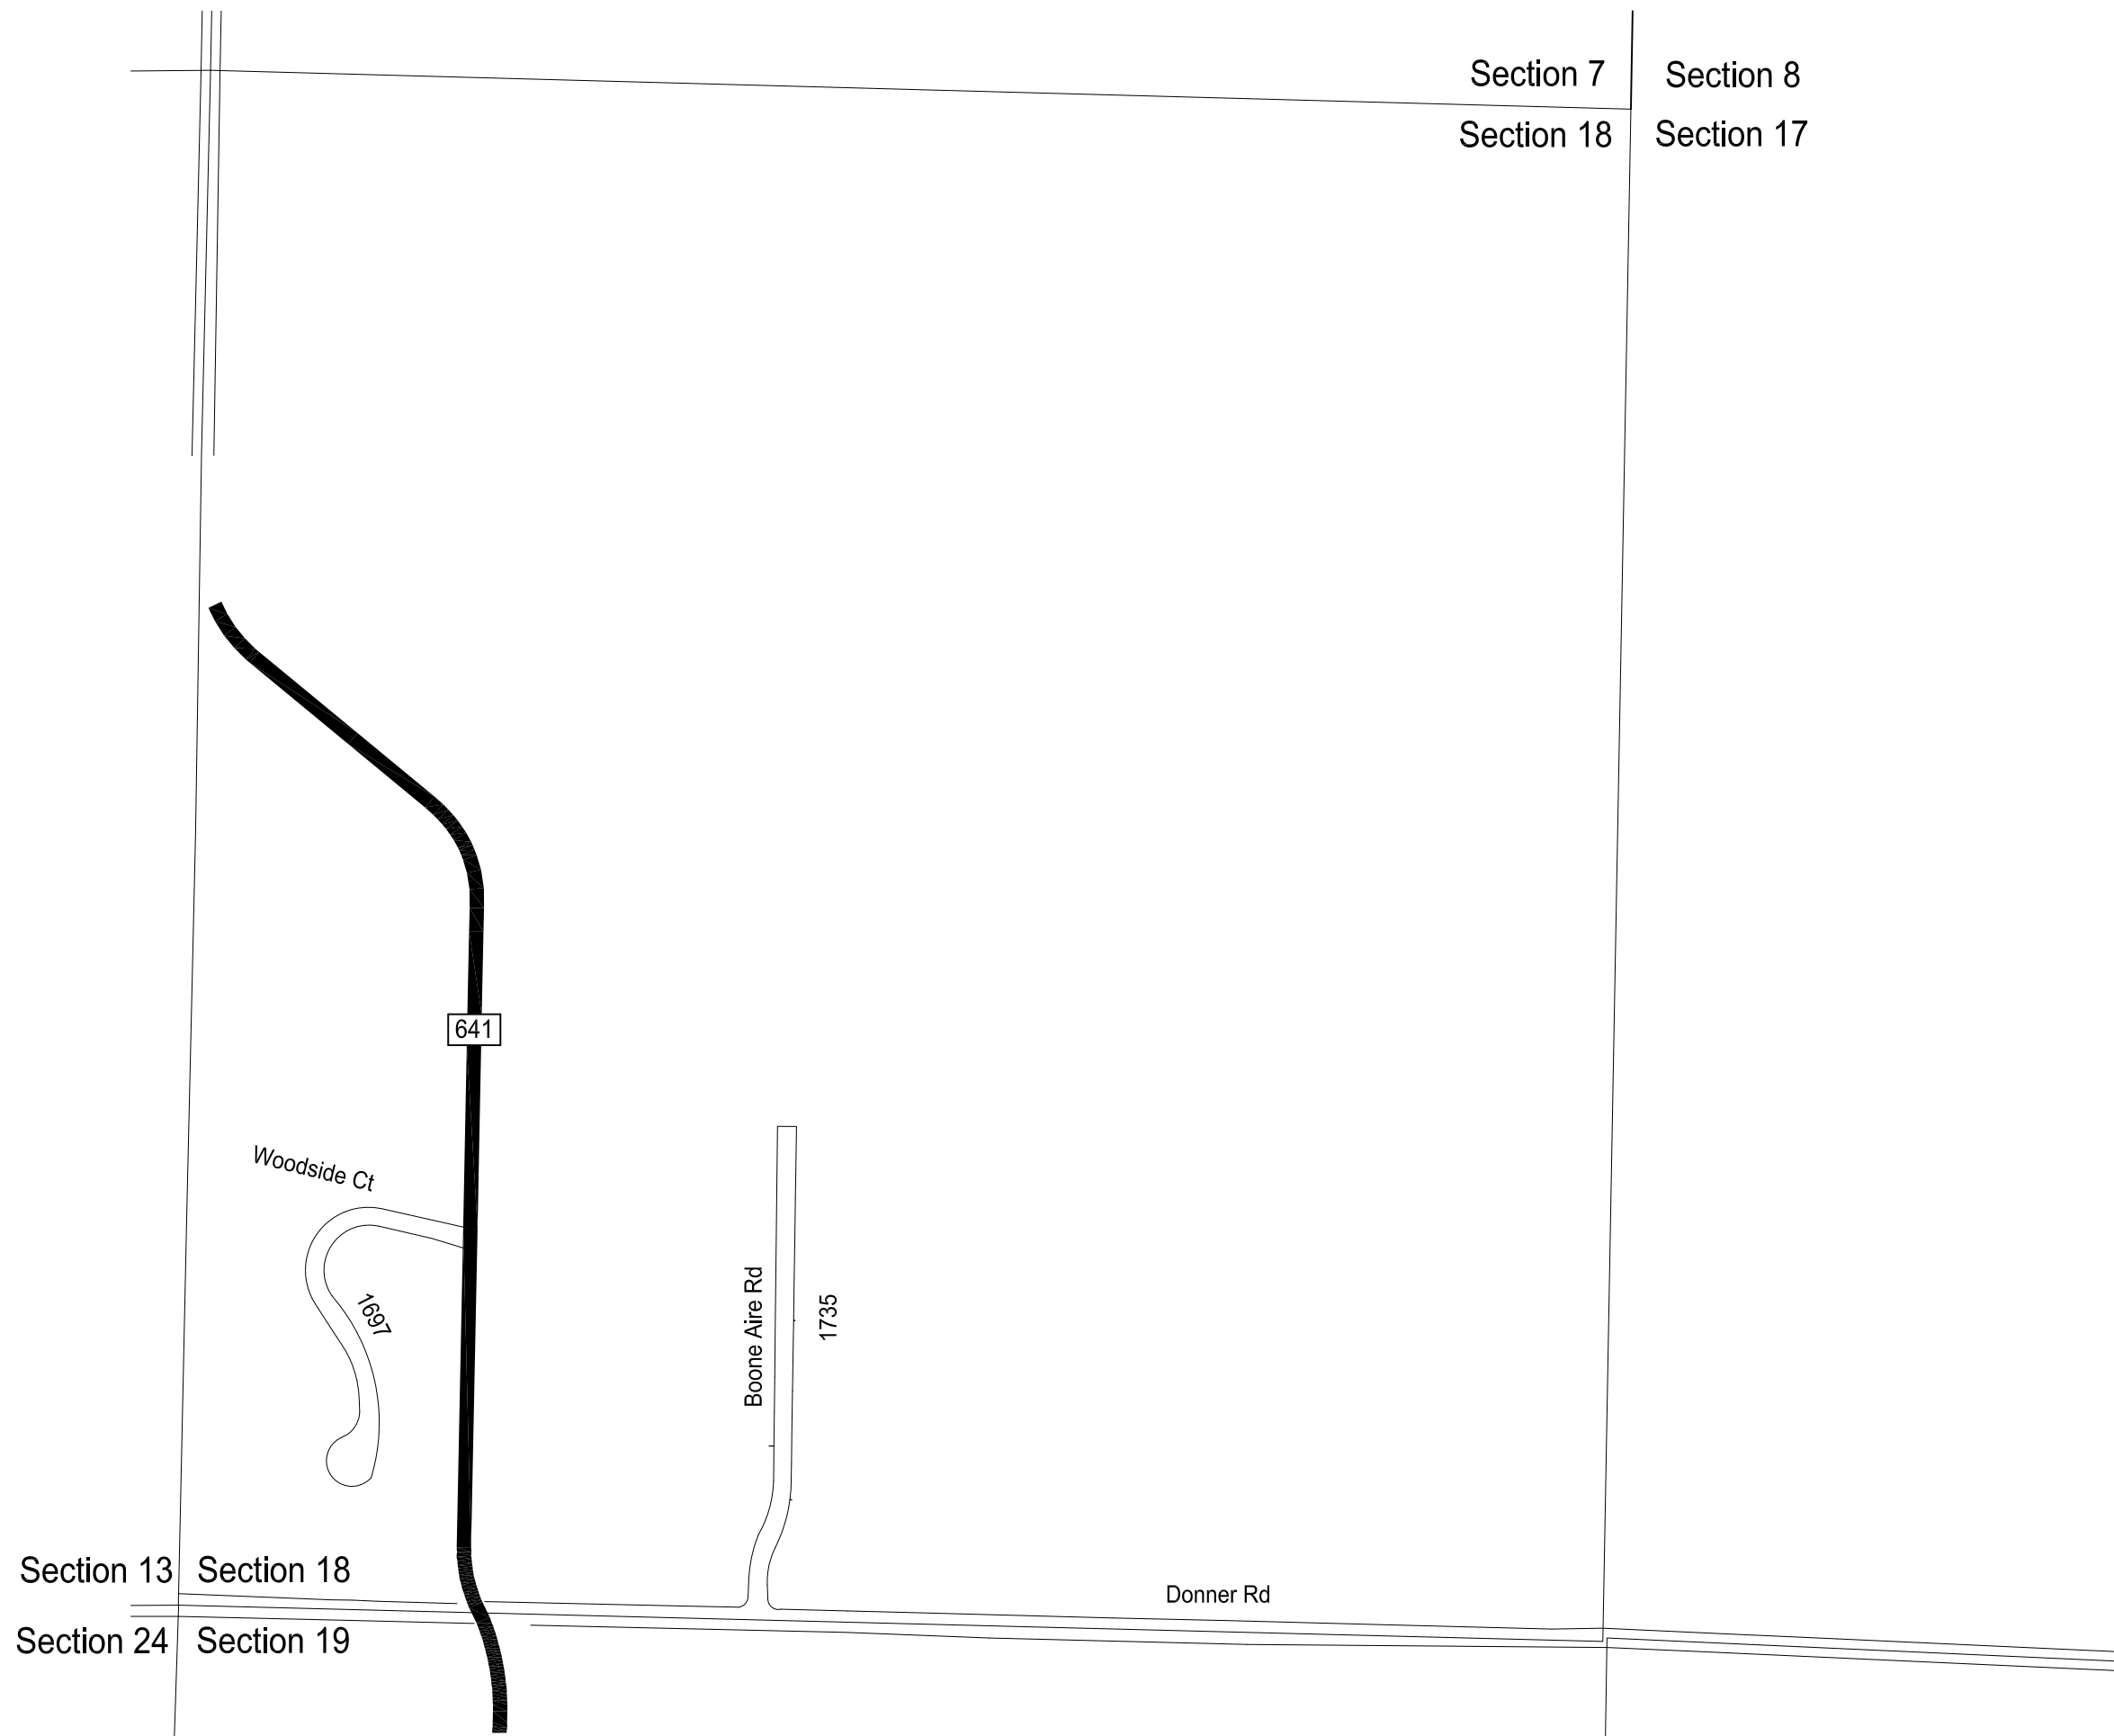 Section 7
Section 8
Section 18
Section 17
641
Woodside Ct
1697
Boone Aire Rd
1735
Section 13
Section 18
Donner Rd
Section 24
Section 19